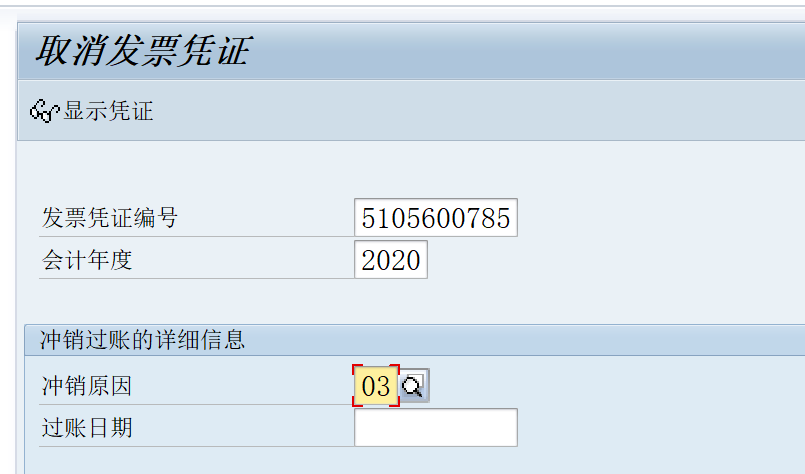 取消发票凭证
显示凭证
发票凭证编号 5105600785
会计年度 2020
冲销过账的详细信息
冲销原因 03
过账日期